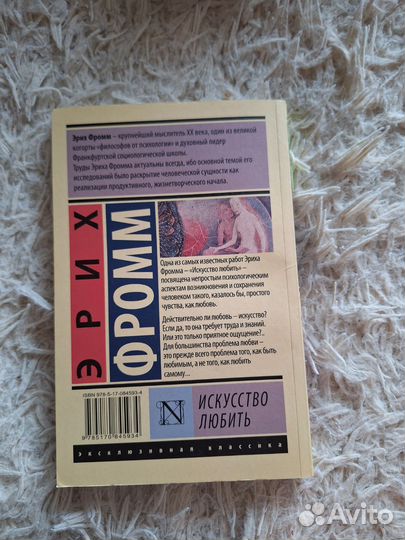 Эрих Фромм – крупнейший мыслитель XX века, один из великой
когорты «философов от психологии» и духовный лидер
Франкфуртской социологической школы.
Труды Эриха Фромма актуальны всегда, ибо основной темой его
исследований было раскрытие человеческой сущности как
реализации продуктивного, жизнетворческого начала.
ЭРИХ
ФРОММ
Одна из самых известных работ Эриха
Фромма – «Искусство любить» –
посвящена непростым психологическим
аспектам возникновения и сохранения
человеком такого, казалось бы, простого
чувства, как любовь.
Действительно ли любовь – искусство?
Если да, то она требует труда и знаний.
Или это только приятное ощущение?..
Для большинства проблема любви –
это прежде всего проблема того, как быть
любимым, а не того, как любить
самому...
ISBN 978-5-17-084593-4
9 785170 845934
N
ИСКУССТВО
ЛЮБИТЬ
эксклюзивная классика
Avito